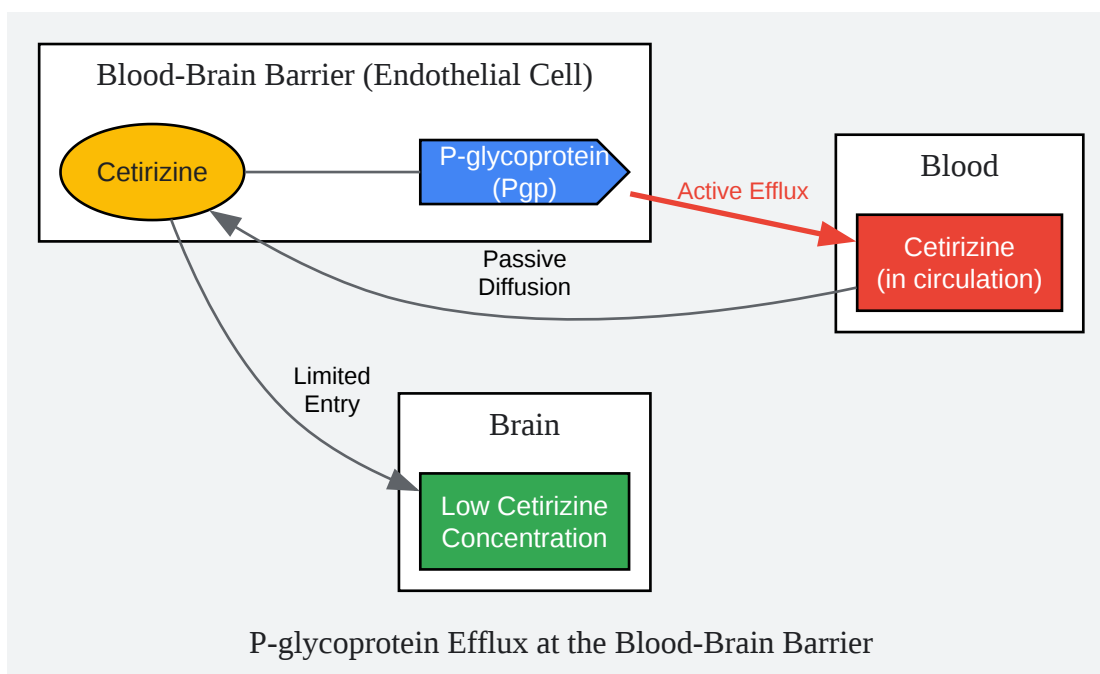 Blood-Brain Barrier (Endothelial Cell)
Cetirizine
P-glycoprotein
(Pgp)
Active Efflux
Blood
Cetirizine
(in circulation)
Passive
Diffusion
Limited
Entry
Brain
Low Cetirizine
Concentration
P-glycoprotein Efflux at the Blood-Brain Barrier